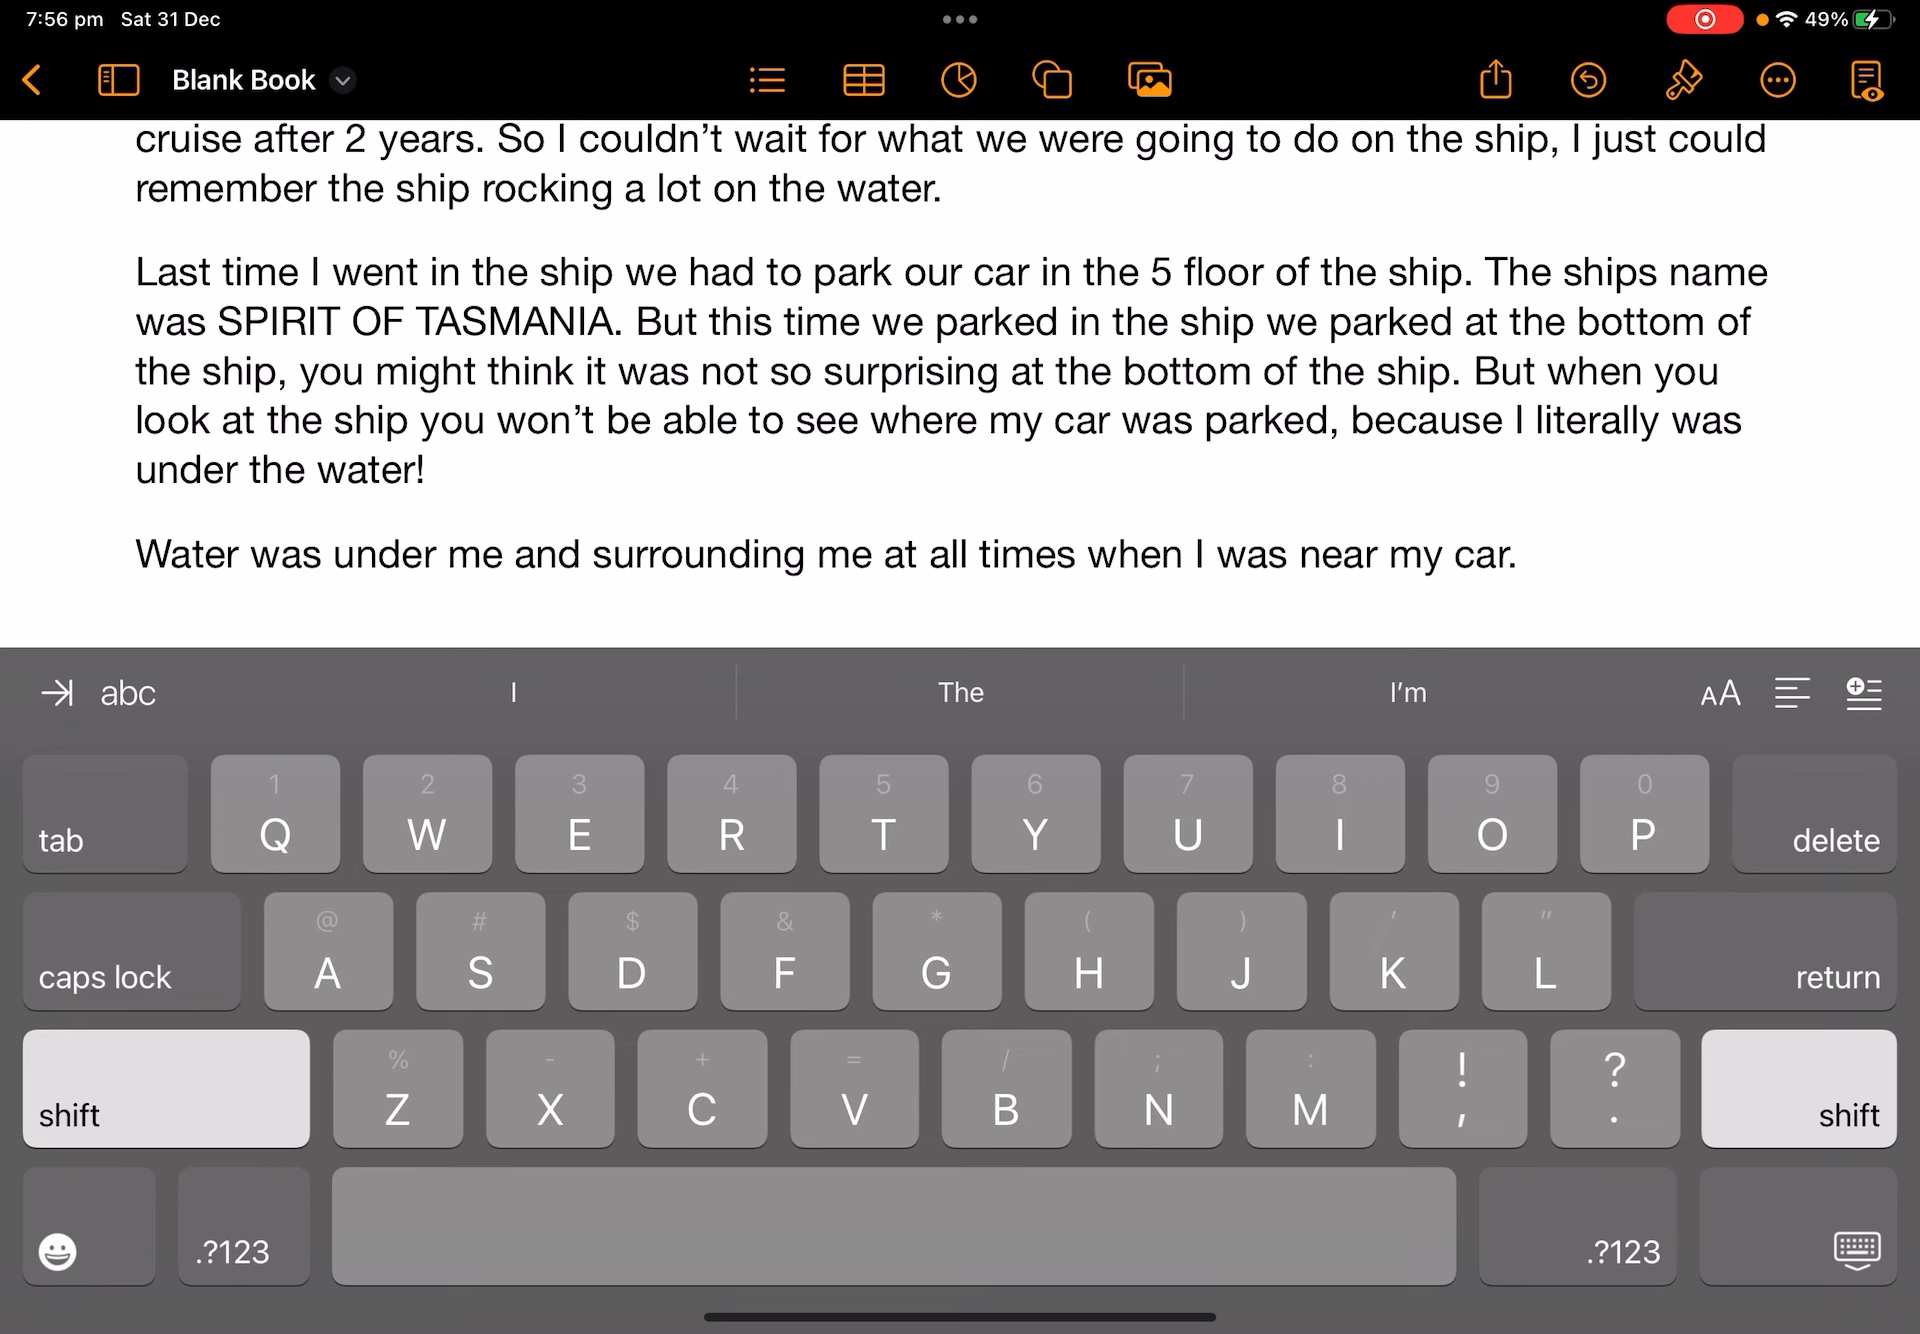 7:56 pm Sat 31 Dec 49%
Blank Book
cruise after 2 years. So I couldn’t wait for what we were going to do on the ship, I just could
remember the ship rocking a lot on the water.
Last time I went in the ship we had to park our car in the 5 floor of the ship. The ships name
was SPIRIT OF TASMANIA. But this time we parked in the ship we parked at the bottom of
the ship, you might think it was not so surprising at the bottom of the ship. But when you
look at the ship you won’t be able to see where my car was parked, because I literally was
under the water!
Water was under me and surrounding me at all times when I was near my car.
abc I The I’m AA
1 2 3 4 5 6 7 8 9 0
tab Q W E R T Y U I O P delete
@ # $ & * ( ) ' "
caps lock A S D F G H J K L return
% - + = / ; : ! ?
shift Z X C V B N M , . shift
.?123 .?123